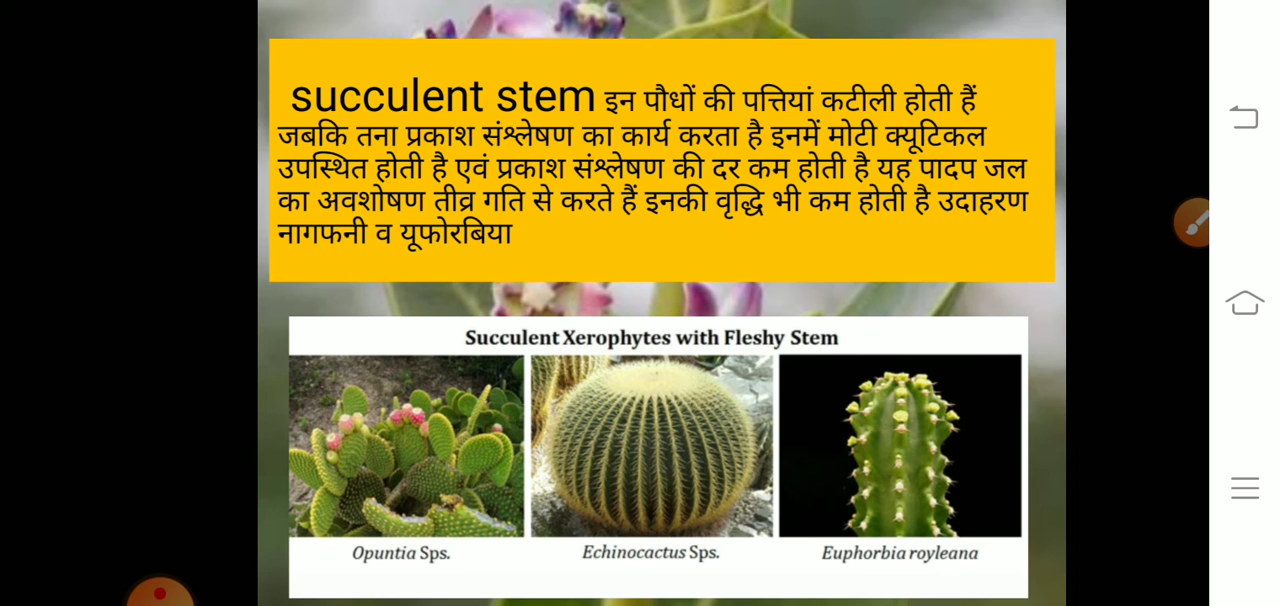 succulent stem इन पौधों की पत्तियां कटीली होती हैं
जबकि तना प्रकाश संश्लेषण का कार्य करता है इनमें मोटी क्यूटिकल
उपस्थित होती है एवं प्रकाश संश्लेषण की दर कम होती है यह पादप जल
का अवशोषण तीव्र गति से करते हैं इनकी वृद्धि भी कम होती है उदाहरण
नागफनी व यूफोरबिया
Succulent Xerophytes with Fleshy Stem
Opuntia Sps.
Echinocactus Sps.
Euphorbia royleana